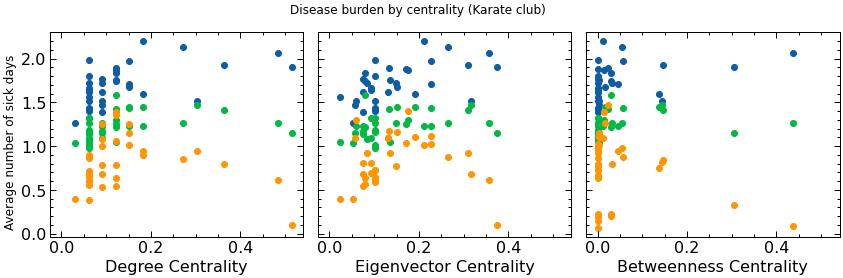 Disease burden by centrality (Karate club)
Average number of sick days
2.0
1.5
1.0
0.5
0.0
0.0 0.2 0.4
0.0 0.2 0.4
0.0 0.2 0.4
Degree Centrality
Eigenvector Centrality
Betweenness Centrality